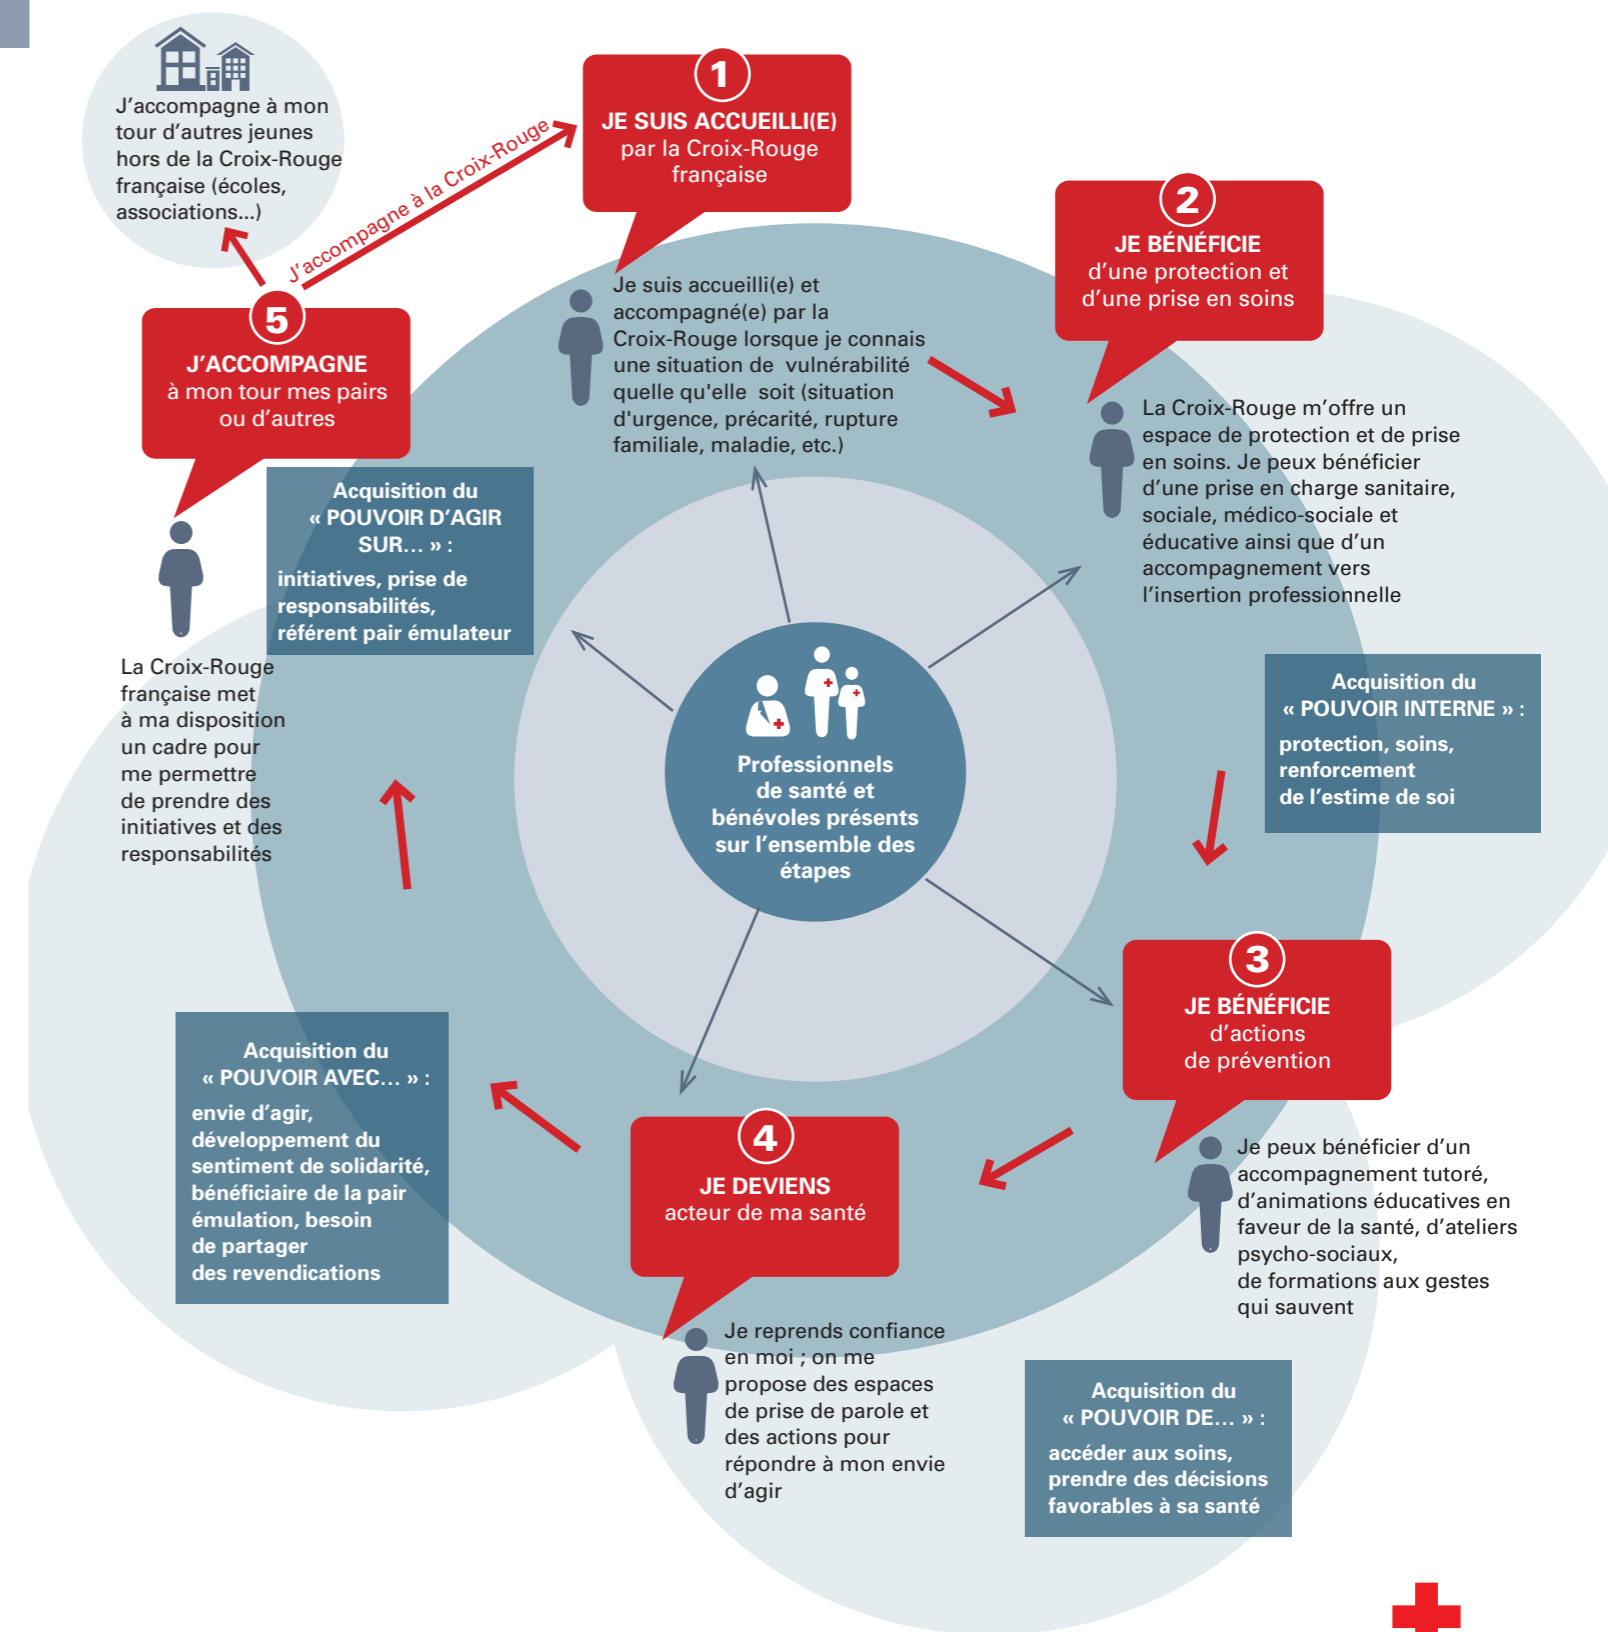 J'accompagne à mon
tour d'autres jeunes
hors de la Croix-Rouge
française (écoles,
associations...)
J'accompagne à la Croix-Rouge
1
JE SUIS ACCUEILLI(E)
par la Croix-Rouge
française
Je suis accueilli(e) et
accompagné(e) par la
Croix-Rouge lorsque je connais
une situation de vulnérabilité
quelle qu'elle soit (situation
d'urgence, précarité, rupture
familiale, maladie, etc.)
2
JE BÉNÉFICIE
d'une protection et
d'une prise en soins
La Croix-Rouge m'offre un
espace de protection et de prise
en soins. Je peux bénéficier
d'une prise en charge sanitaire,
sociale, médico-sociale et
éducative ainsi que d'un
accompagnement vers
l'insertion professionnelle
Acquisition du
« POUVOIR INTERNE » :
protection, soins,
renforcement
de l'estime de soi
3
JE BÉNÉFICIE
d'actions
de prévention
Je peux bénéficier d'un
accompagnement tutoré,
d'animations éducatives en
faveur de la santé, d'ateliers
psycho-sociaux,
de formations aux gestes
qui sauvent
Acquisition du
« POUVOIR DE... » :
accéder aux soins,
prendre des décisions
favorables à sa santé
4
JE DEVIENS
acteur de ma santé
Je reprends confiance
en moi ; on me
propose des espaces
de prise de parole et
des actions pour
répondre à mon envie
d'agir
Acquisition du
« POUVOIR AVEC... » :
envie d'agir,
développement du
sentiment de solidarité,
bénéficiaire de la pair
émulation, besoin
de partager
des revendications
5
J'ACCOMPAGNE
à mon tour mes pairs
ou d'autres
La Croix-Rouge
française met
à ma disposition
un cadre pour
me permettre
de prendre des
initiatives et des
responsabilités
Acquisition du
« POUVOIR D'AGIR
SUR... » :
initiatives, prise de
responsabilités,
référent pair émulateur
Professionnels
de santé et
bénévoles présents
sur l'ensemble des
étapes